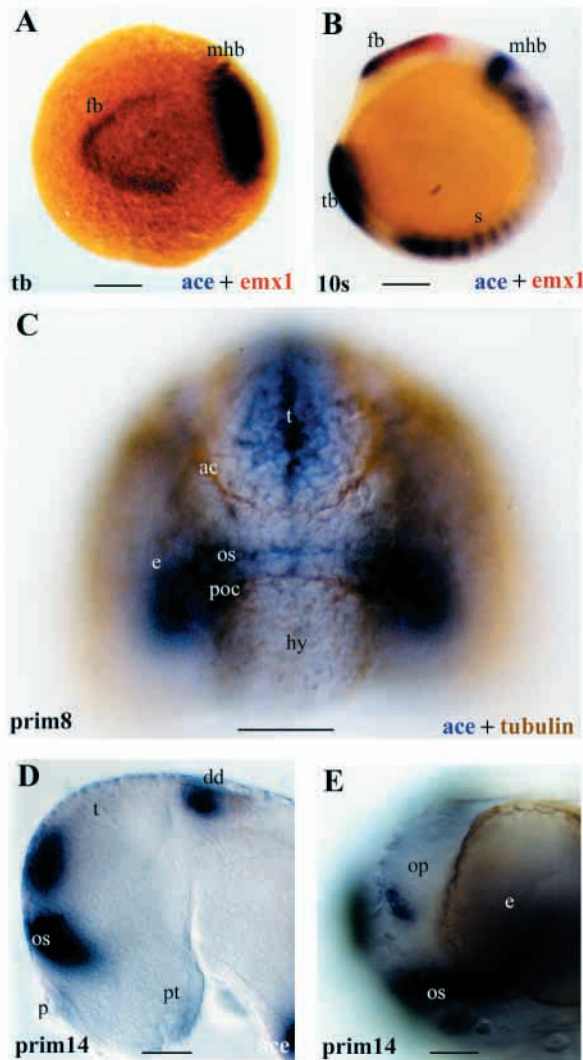 A
mhb
fb
tb
ace + emx1
B
fb
mhb
tb
s
10s
ace + emx1
C
t
ac
e
os
poc
hy
prim8
ace + tubulin
D
dd
t
os
p
pt
prim14
ace
E
op
e
os
prim14